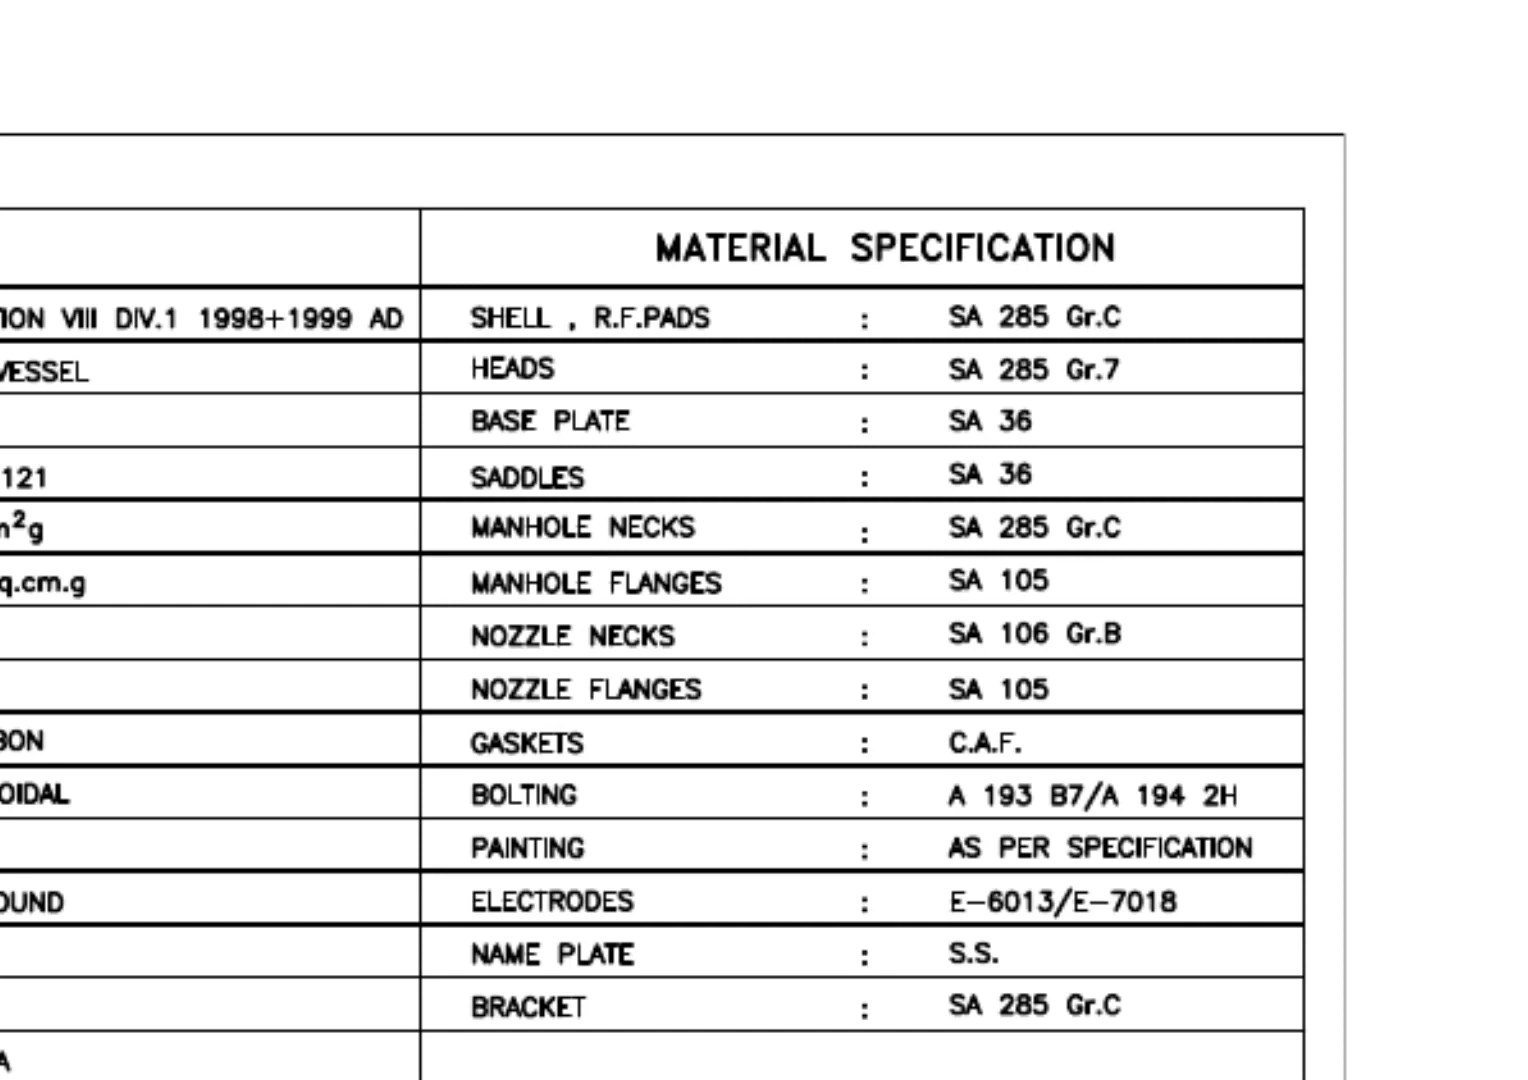 MATERIAL SPECIFICATION
TION VIII DIV.1 1998+1999 AD SHELL , R.F.PADS : SA 285 Gr.C
VESSEL HEADS : SA 285 Gr.7
BASE PLATE : SA 36
121 SADDLES : SA 36
m²g MANHOLE NECKS : SA 285 Gr.C
q.cm.g MANHOLE FLANGES : SA 105
NOZZLE NECKS : SA 106 Gr.B
NOZZLE FLANGES : SA 105
BON GASKETS : C.A.F.
OIDAL BOLTING : A 193 B7/A 194 2H
PAINTING : AS PER SPECIFICATION
OUND ELECTRODES : E-6013/E-7018
NAME PLATE : S.S.
BRACKET : SA 285 Gr.C
A